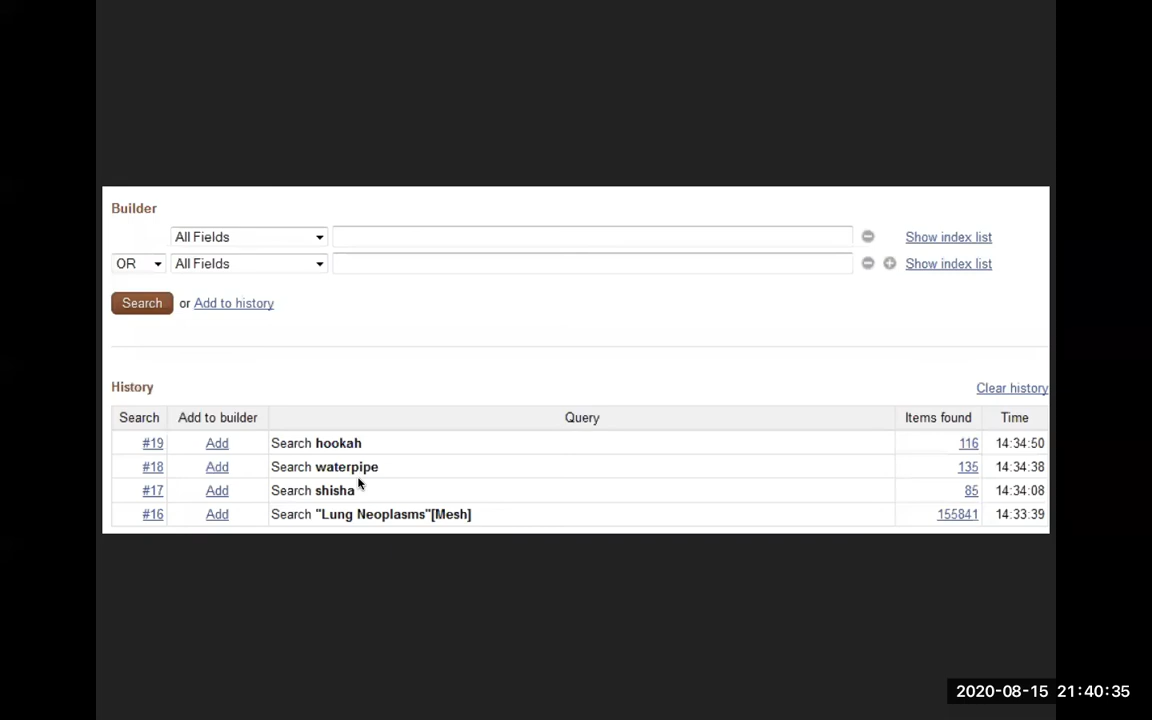 Builder
All Fields Show index list
OR All Fields Show index list
Search or Add to history
History Clear history
Search Add to builder Query Items found Time
#19 Add Search hookah 116 14:34:50
#18 Add Search waterpipe 135 14:34:38
#17 Add Search shisha 85 14:34:08
#16 Add Search "Lung Neoplasms"[Mesh] 155841 14:33:39
2020-08-15 21:40:35